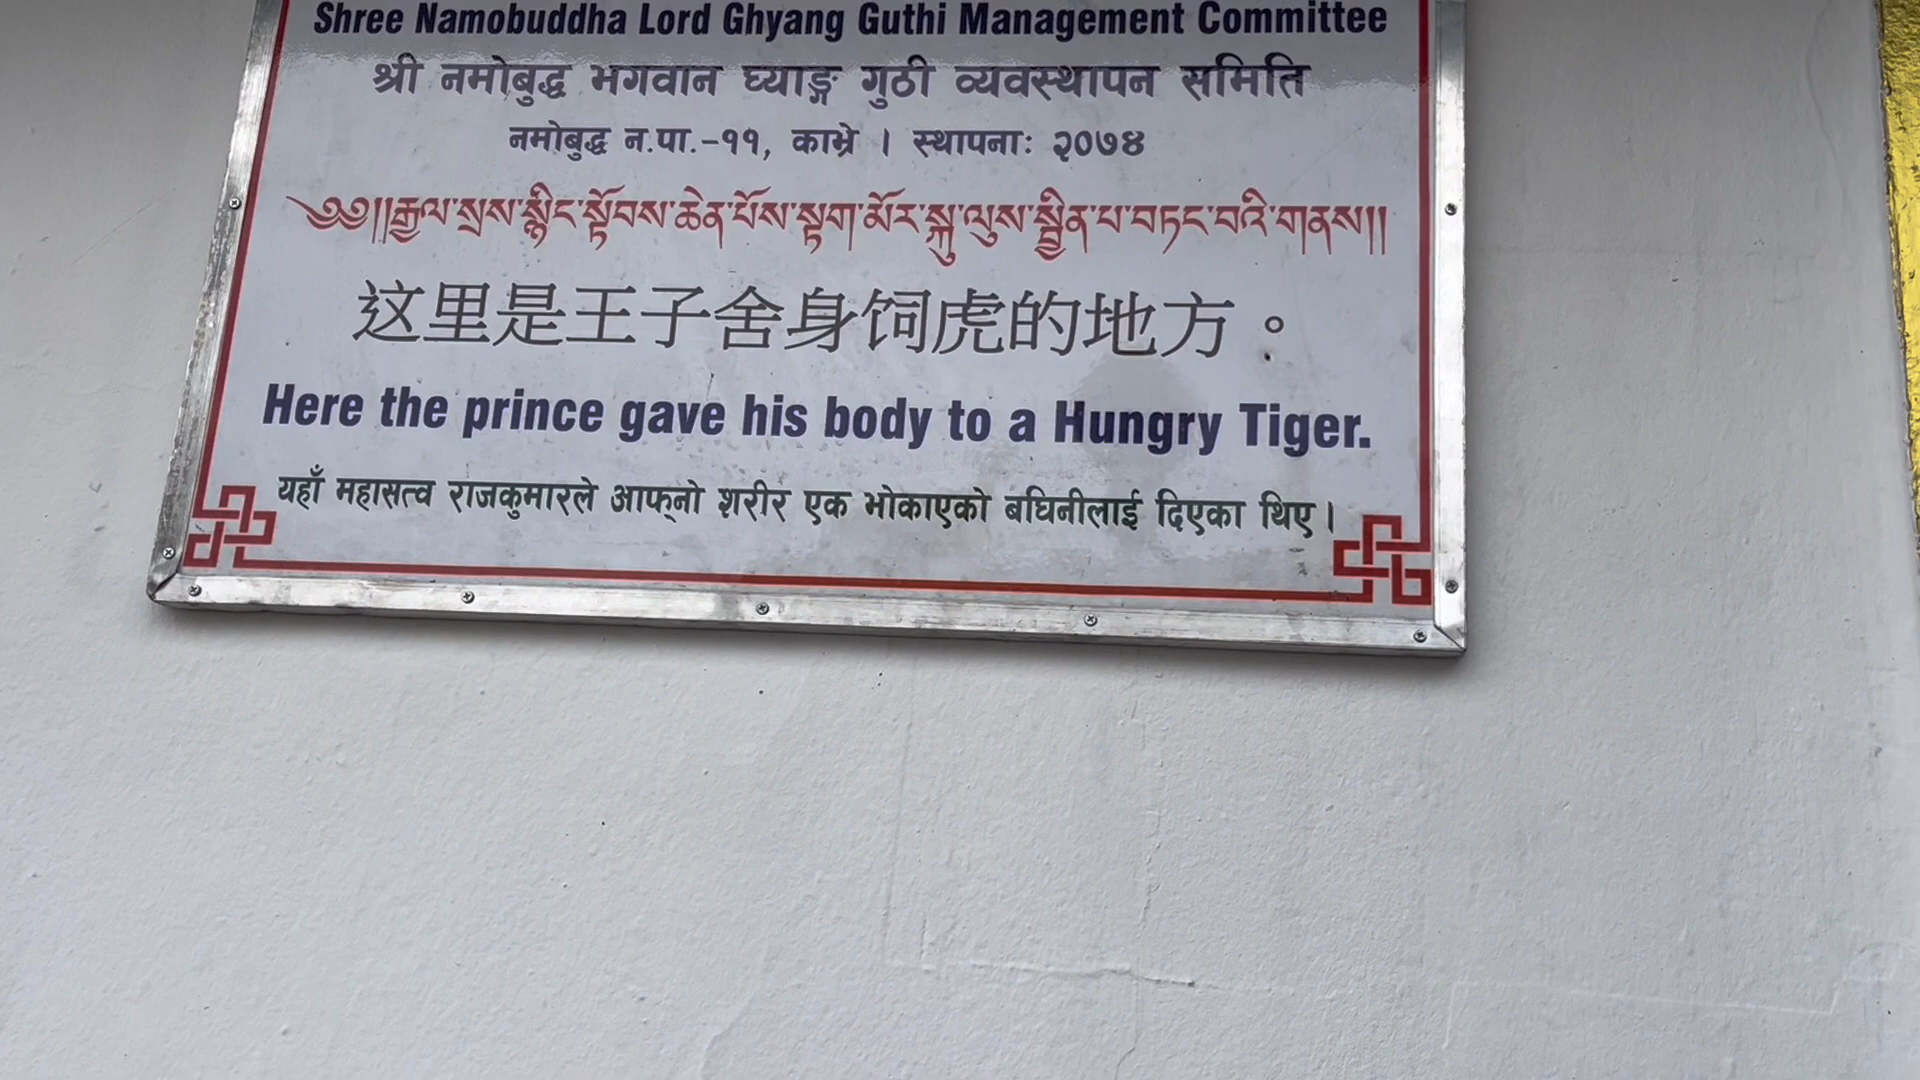 Shree Namobuddha Lord Ghyang Guthi Management Committee
श्री नमोबुद्ध भगवान घ्याङ्ग गुठी व्यवस्थापन समिति
नमोबुद्ध न.पा.-११, काभ्रे । स्थापनाः २०७४
༄༅།།རྒྱལ་སྲས་སྙིང་སྟོབས་ཆེན་པོས་སྟག་མོར་སྐུ་ལུས་སྦྱིན་པ་བཏང་བའི་གནས།།
这里是王子舍身饲虎的地方。
Here the prince gave his body to a Hungry Tiger.
यहाँ महासत्व राजकुमारले आफ्नो शरीर एक भोकाएको बघिनीलाई दिएका थिए ।